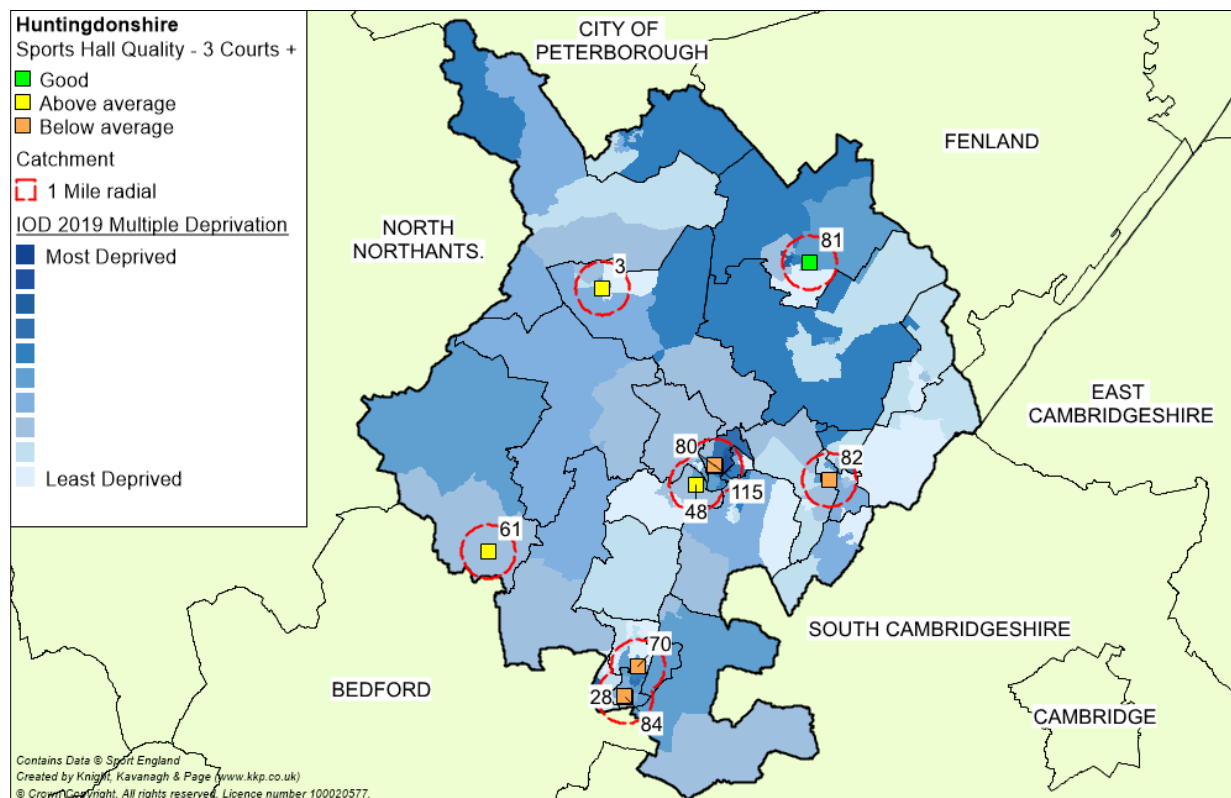 Huntingdonshire
Sports Hall Quality - 3 Courts +
Good
Above average
Below average
Catchment
1 Mile radial
IOD 2019 Multiple Deprivation
Most Deprived
Least Deprived
CITY OF
PETERBOROUGH
FENLAND
NORTH
NORTHANTS.
81
3
EAST
CAMBRIDGESHIRE
80
82
115
48
61
SOUTH CAMBRIDGESHIRE
70
BEDFORD
28
84
CAMBRIDGE
Contains Data © Sport England
Created by Knight, Kavanagh & Page (www.kkp.co.uk)
© Crown Copyright. All rights reserved. Licence number 100020577.